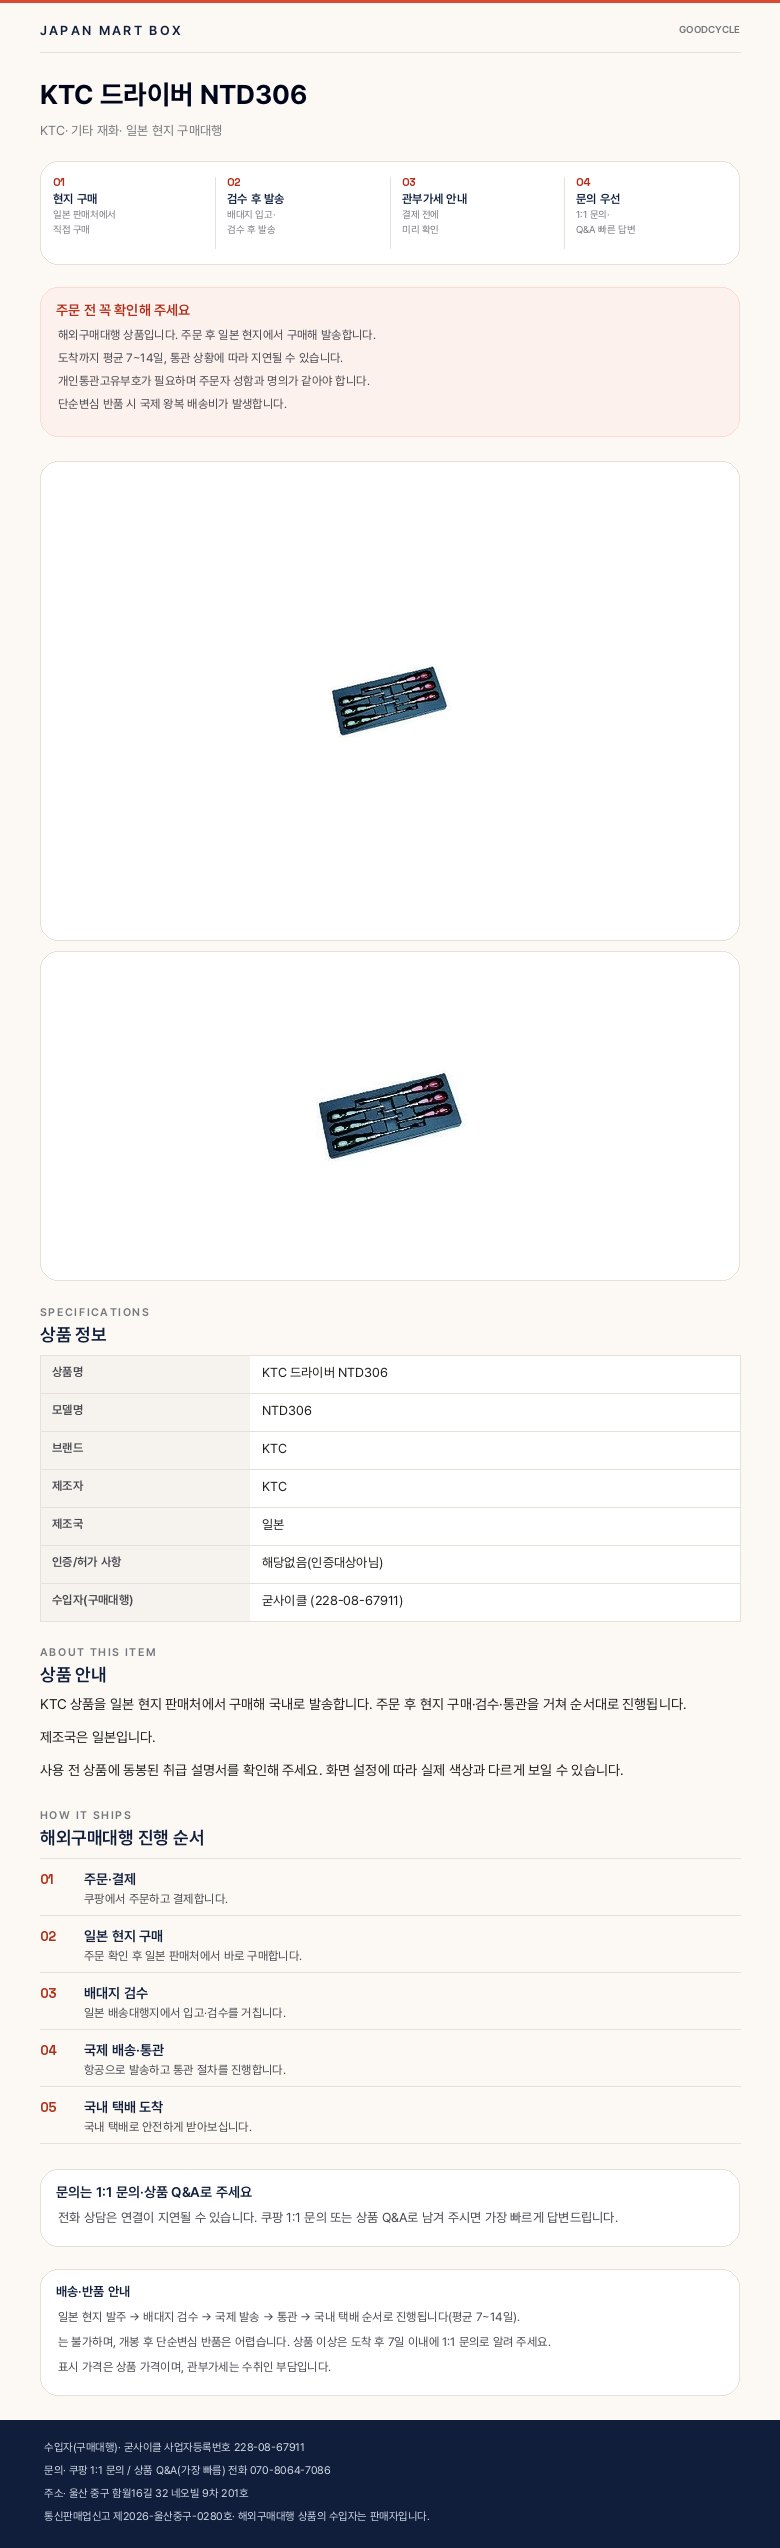 JAPAN MART BOX
GOODCYCLE
KTC 드라이버 NTD306
KTC· 기타 재화· 일본 현지 구매대행
01
현지 구매
일본 판매처에서
직접 구매
02
검수 후 발송
배대지 입고·
검수 후 발송
03
관부가세 안내
결제 전에
미리 확인
04
문의 우선
1:1 문의·
Q&A 빠른 답변
주문 전 꼭 확인해 주세요
해외구매대행 상품입니다. 주문 후 일본 현지에서 구매해 발송합니다.
도착까지 평균 7~14일, 통관 상황에 따라 지연될 수 있습니다.
개인통관고유부호가 필요하며 주문자 성함과 명의가 같아야 합니다.
단순변심 반품 시 국제 왕복 배송비가 발생합니다.
SPECIFICATIONS
상품 정보
상품명 KTC 드라이버 NTD306
모델명 NTD306
브랜드 KTC
제조자 KTC
제조국 일본
인증/허가 사항 해당없음(인증대상아님)
수입자(구매대행) 굳사이클 (228-08-67911)
ABOUT THIS ITEM
상품 안내
KTC 상품을 일본 현지 판매처에서 구매해 국내로 발송합니다. 주문 후 현지 구매·검수·통관을 거쳐 순서대로 진행됩니다.
제조국은 일본입니다.
사용 전 상품에 동봉된 취급 설명서를 확인해 주세요. 화면 설정에 따라 실제 색상과 다르게 보일 수 있습니다.
HOW IT SHIPS
해외구매대행 진행 순서
01 주문·결제
쿠팡에서 주문하고 결제합니다.
02 일본 현지 구매
주문 확인 후 일본 판매처에서 바로 구매합니다.
03 배대지 검수
일본 배송대행지에서 입고·검수를 거칩니다.
04 국제 배송·통관
항공으로 발송하고 통관 절차를 진행합니다.
05 국내 택배 도착
국내 택배로 안전하게 받아보십니다.
문의는 1:1 문의·상품 Q&A로 주세요
전화 상담은 연결이 지연될 수 있습니다. 쿠팡 1:1 문의 또는 상품 Q&A로 남겨 주시면 가장 빠르게 답변드립니다.
배송·반품 안내
일본 현지 발주 → 배대지 검수 → 국제 발송 → 통관 → 국내 택배 순서로 진행됩니다(평균 7~14일).
는 불가하며, 개봉 후 단순변심 반품은 어렵습니다. 상품 이상은 도착 후 7일 이내에 1:1 문의로 알려 주세요.
표시 가격은 상품 가격이며, 관부가세는 수취인 부담입니다.
수입자(구매대행)· 굳사이클 사업자등록번호 228-08-67911
문의· 쿠팡 1:1 문의 / 상품 Q&A(가장 빠름) 전화 070-8064-7086
주소· 울산 중구 함월16길 32 네오빌 9차 201호
통신판매업신고 제2026-울산중구-0280호· 해외구매대행 상품의 수입자는 판매자입니다.